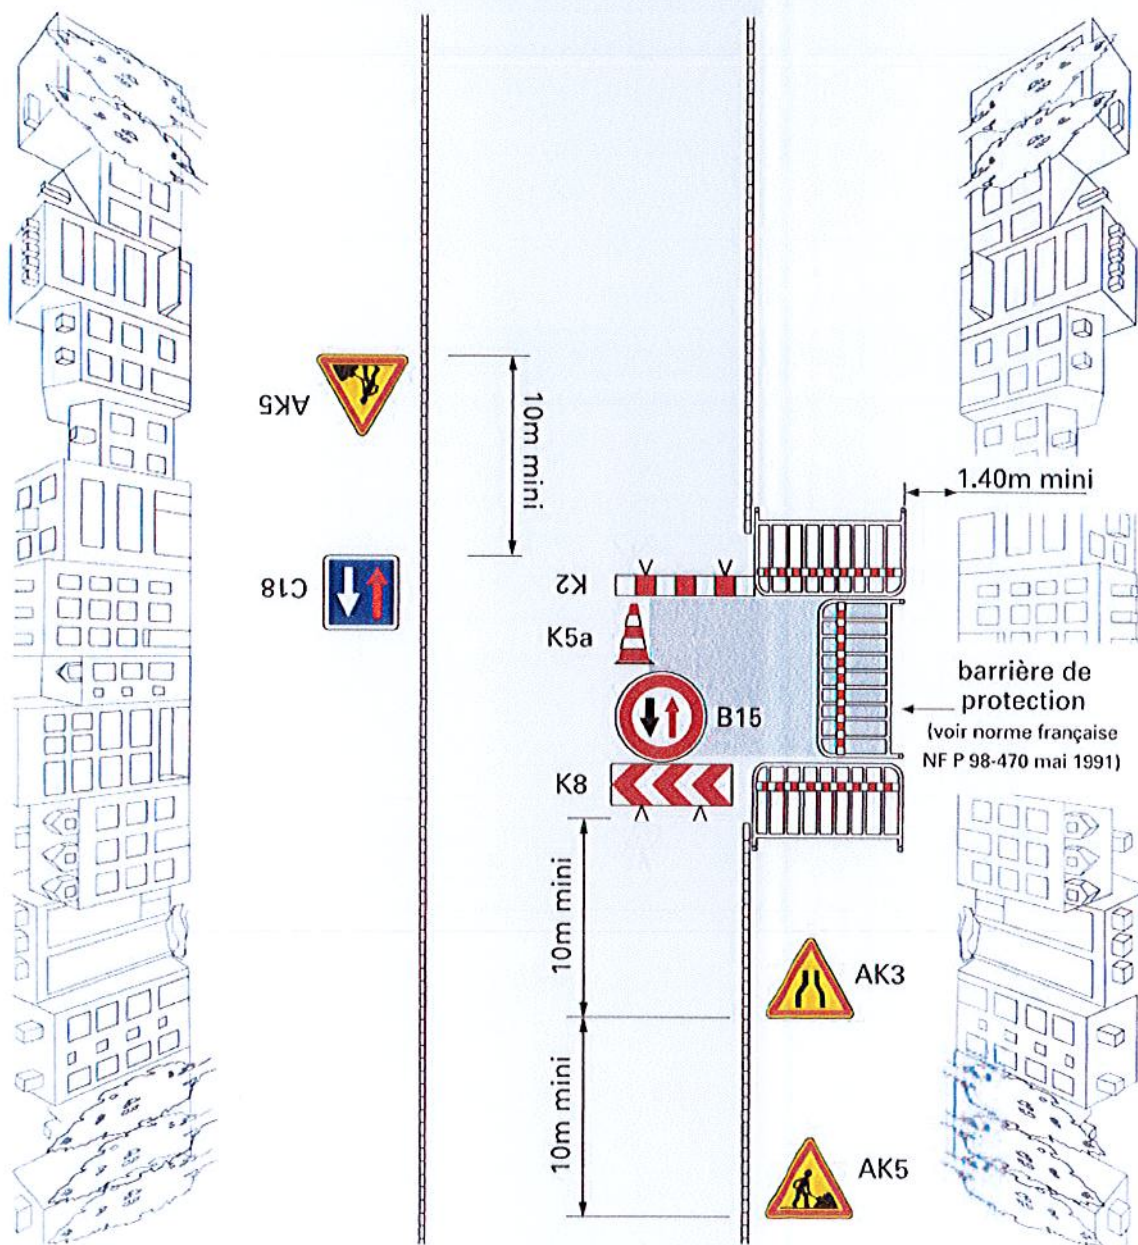 AK5
10m mini
1.40m mini
C18
K2
K5a
barrière de
protection
(voir norme française
NF P 98-470 mai 1991)
B15
K8
10m mini
AK3
10m mini
AK5